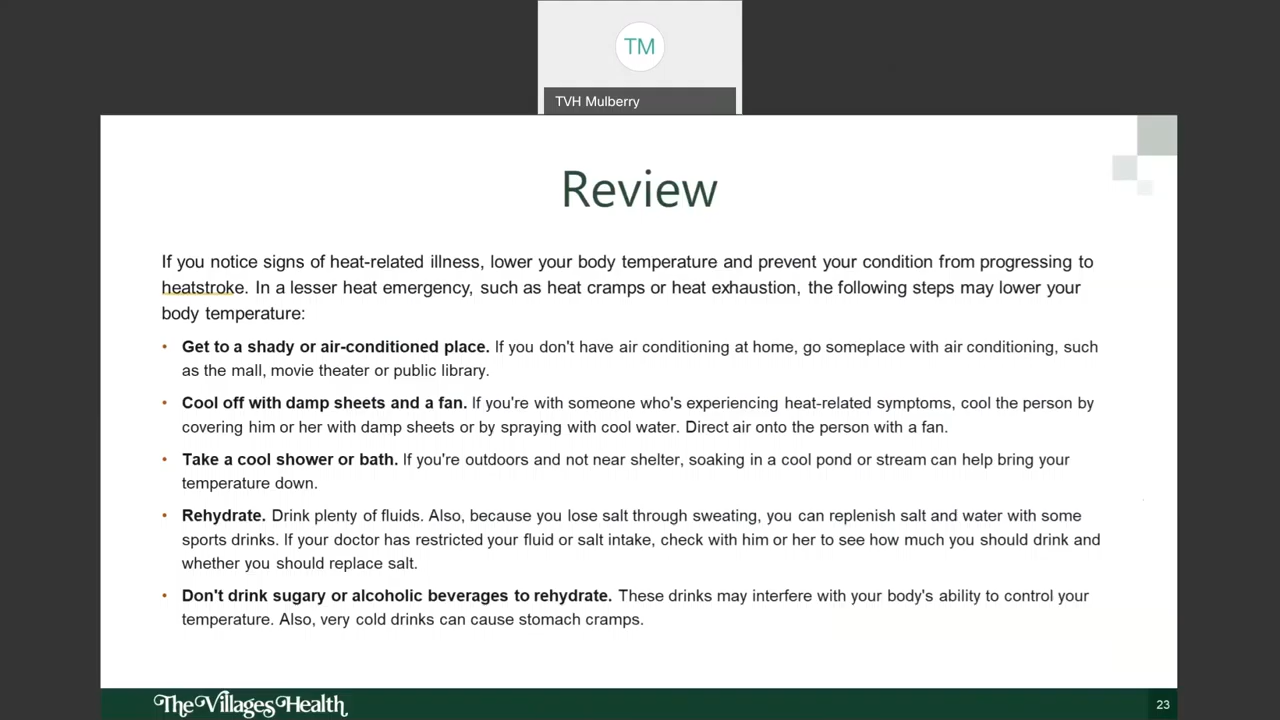 TM
TVH Mulberry
Review
If you notice signs of heat-related illness, lower your body temperature and prevent your condition from progressing to
heatstroke. In a lesser heat emergency, such as heat cramps or heat exhaustion, the following steps may lower your
body temperature:
• Get to a shady or air-conditioned place. If you don't have air conditioning at home, go someplace with air conditioning, such
as the mall, movie theater or public library.
• Cool off with damp sheets and a fan. If you're with someone who's experiencing heat-related symptoms, cool the person by
covering him or her with damp sheets or by spraying with cool water. Direct air onto the person with a fan.
• Take a cool shower or bath. If you're outdoors and not near shelter, soaking in a cool pond or stream can help bring your
temperature down.
• Rehydrate. Drink plenty of fluids. Also, because you lose salt through sweating, you can replenish salt and water with some
sports drinks. If your doctor has restricted your fluid or salt intake, check with him or her to see how much you should drink and
whether you should replace salt.
• Don't drink sugary or alcoholic beverages to rehydrate. These drinks may interfere with your body's ability to control your
temperature. Also, very cold drinks can cause stomach cramps.
The Villages Health
23